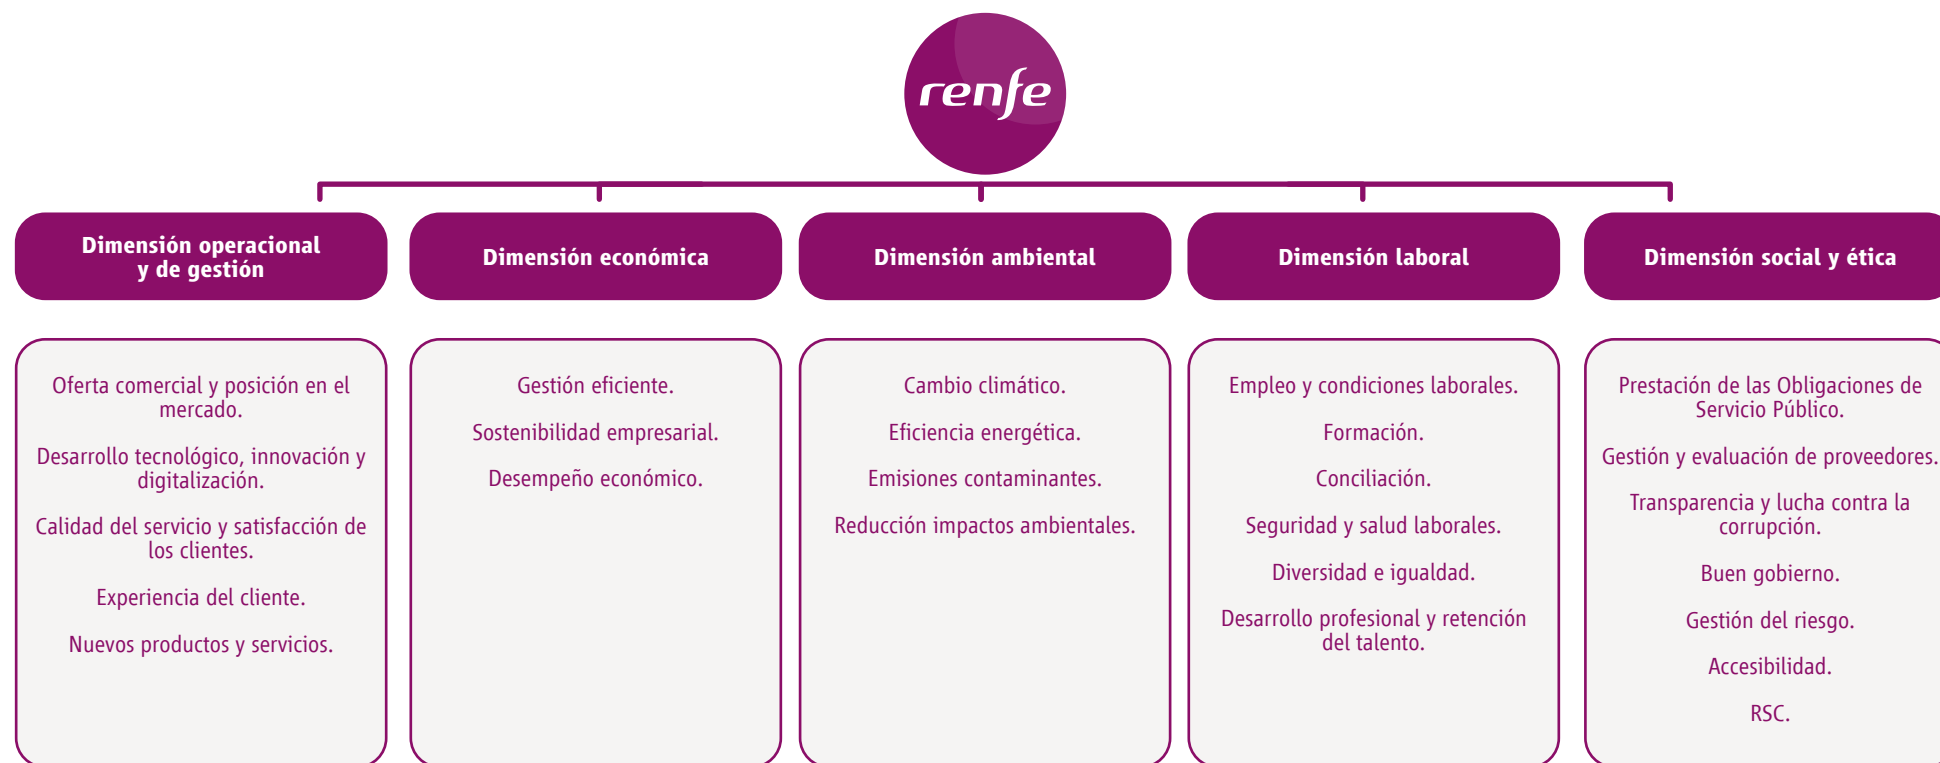 renfe
Dimensión operacional
y de gestión
Oferta comercial y posición en el
mercado.
Desarrollo tecnológico, innovación y
digitalización.
Calidad del servicio y satisfacción de
los clientes.
Experiencia del cliente.
Nuevos productos y servicios.
Dimensión económica
Gestión eficiente.
Sostenibilidad empresarial.
Desempeño económico.
Dimensión ambiental
Cambio climático.
Eficiencia energética.
Emisiones contaminantes.
Reducción impactos ambientales.
Dimensión laboral
Empleo y condiciones laborales.
Formación.
Conciliación.
Seguridad y salud laborales.
Diversidad e igualdad.
Desarrollo profesional y retención
del talento.
Dimensión social y ética
Prestación de las Obligaciones de
Servicio Público.
Gestión y evaluación de proveedores.
Transparencia y lucha contra la
corrupción.
Buen gobierno.
Gestión del riesgo.
Accesibilidad.
RSC.